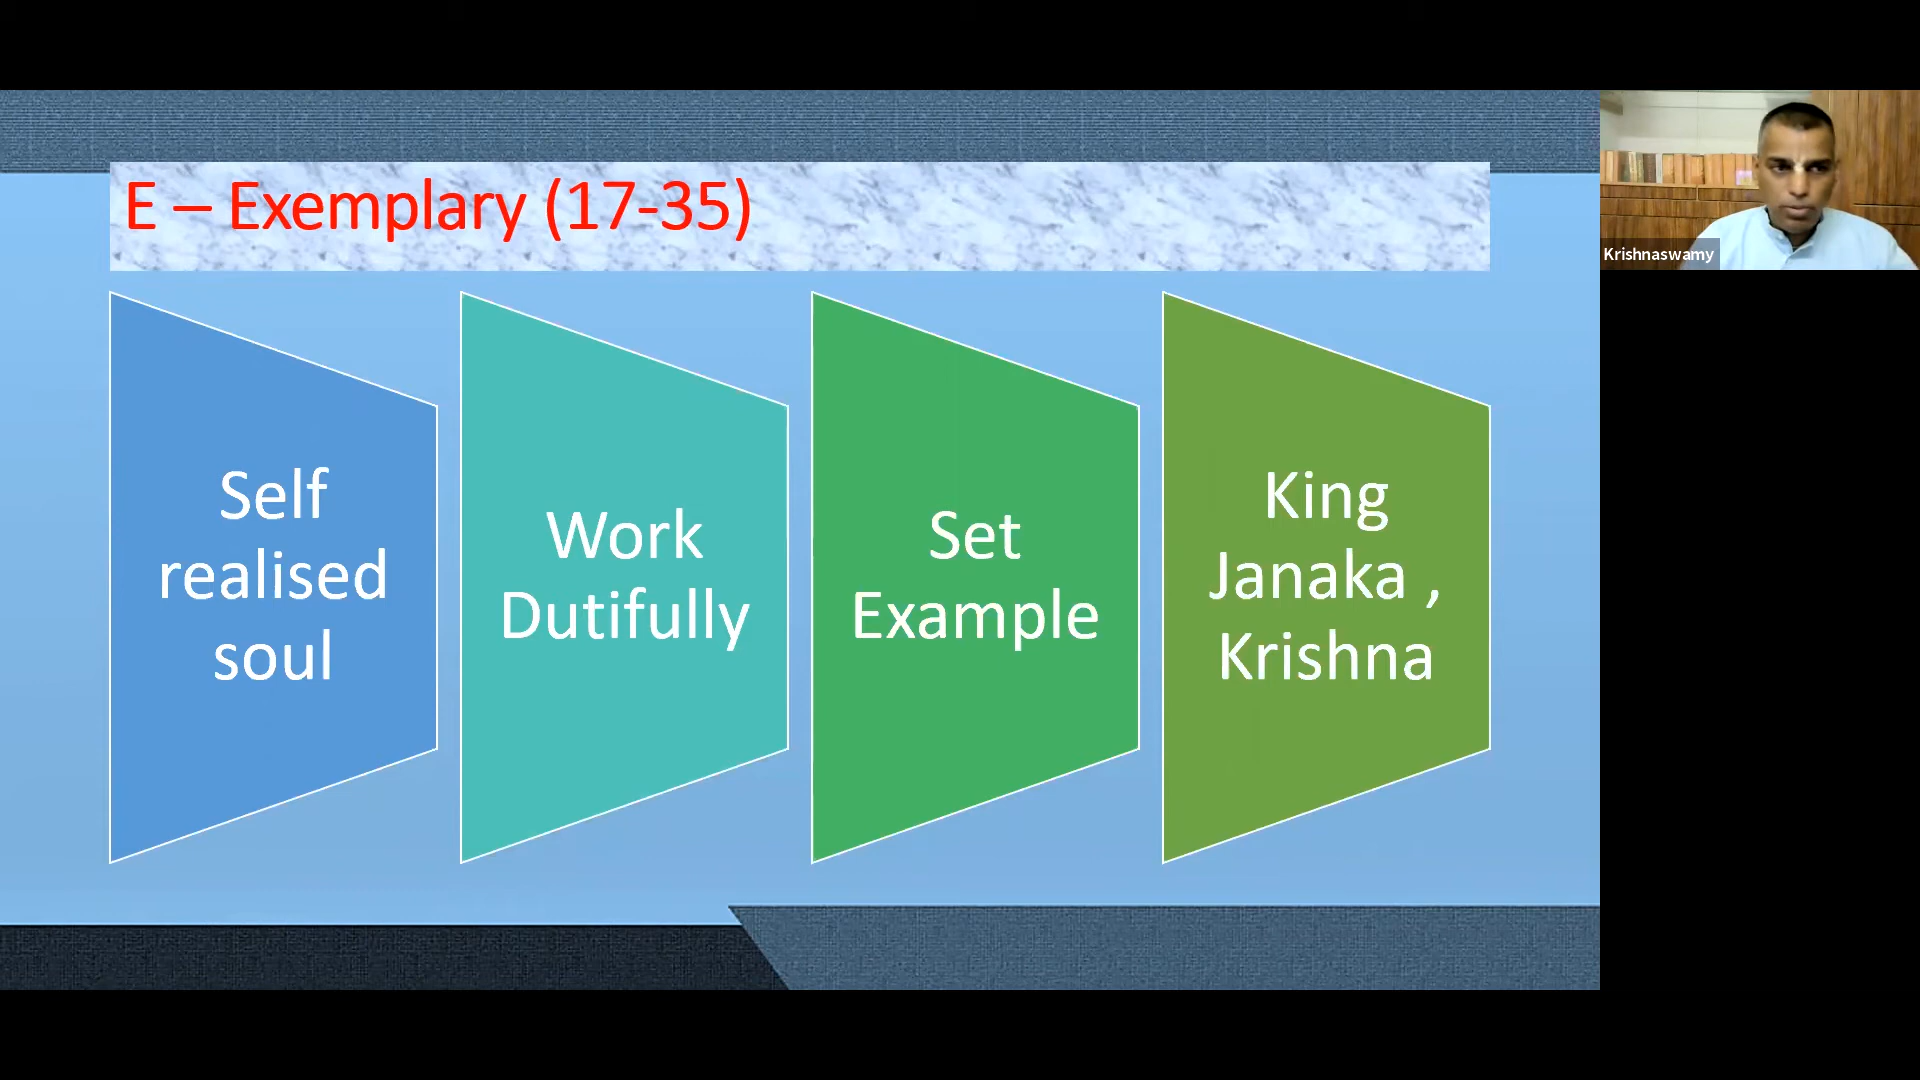 E – Exemplary (17-35)
Self
realised
soul
Work
Dutifully
Set
Example
King
Janaka ,
Krishna
Krishnaswamy